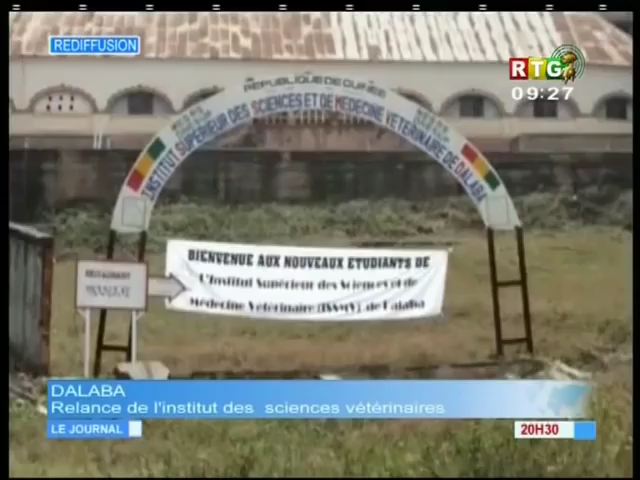 REDIFFUSION
RTG
09:27
REPUBLIQUE DE GUINEE
INSTITUT SUPERIEUR DES SCIENCES ET DE MEDECINE VETERINAIRE DE DALABA
BIENVENUE AUX NOUVEAUX ETUDIANTS DE
L'Institut Supérieur des Sciences et de
Médecine Vétérinaire (ISSMV) de Dalaba
RESTAURANT
DALABA
Relance de l'institut des sciences vétérinaires
LE JOURNAL
20H30